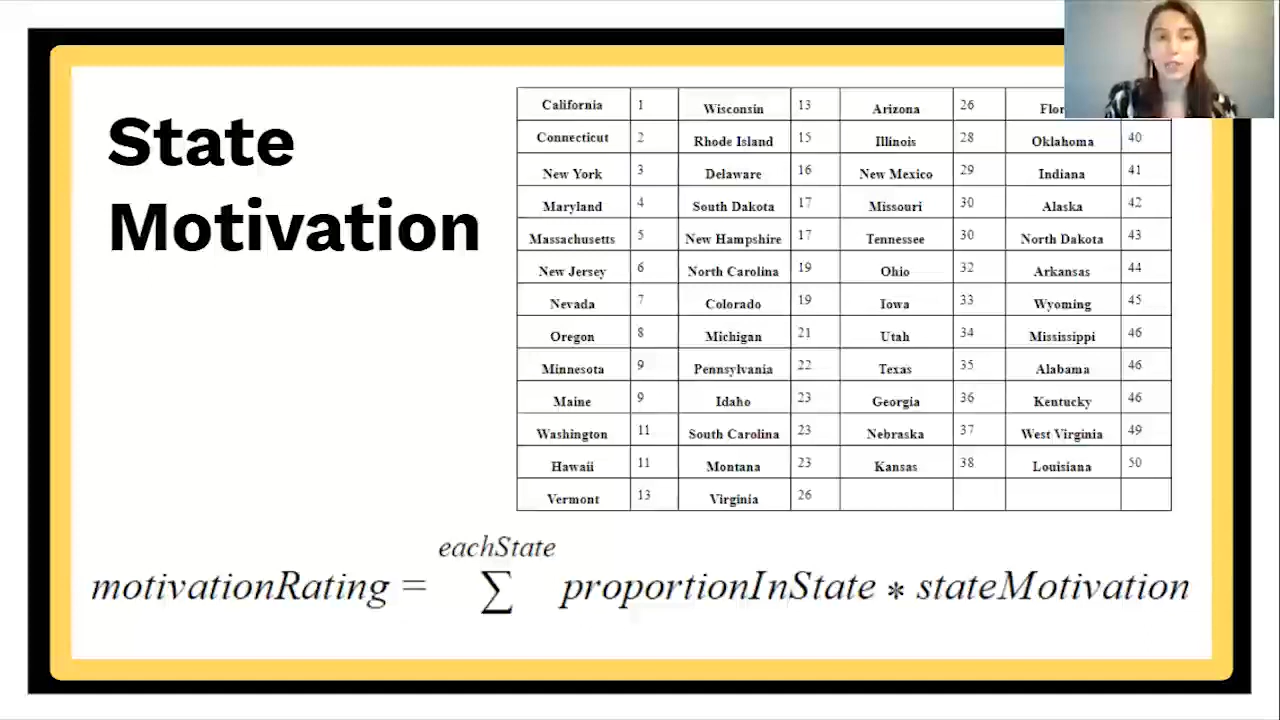 State
Motivation
California 1 Wisconsin 13 Arizona 26
Connecticut 2 Rhode Island 15 Illinois 28 Oklahoma 40
New York 3 Delaware 16 New Mexico 29 Indiana 41
Maryland 4 South Dakota 17 Missouri 30 Alaska 42
Massachusetts 5 New Hampshire 17 Tennessee 30 North Dakota 43
New Jersey 6 North Carolina 19 Ohio 32 Arkansas 44
Nevada 7 Colorado 19 Iowa 33 Wyoming 45
Oregon 8 Michigan 21 Utah 34 Mississippi 46
Minnesota 9 Pennsylvania 22 Texas 35 Alabama 46
Maine 9 Idaho 23 Georgia 36 Kentucky 46
Washington 11 South Carolina 23 Nebraska 37 West Virginia 49
Hawaii 11 Montana 23 Kansas 38 Louisiana 50
Vermont 13 Virginia 26
eachState
motivationRating = ∑ proportionInState * stateMotivation